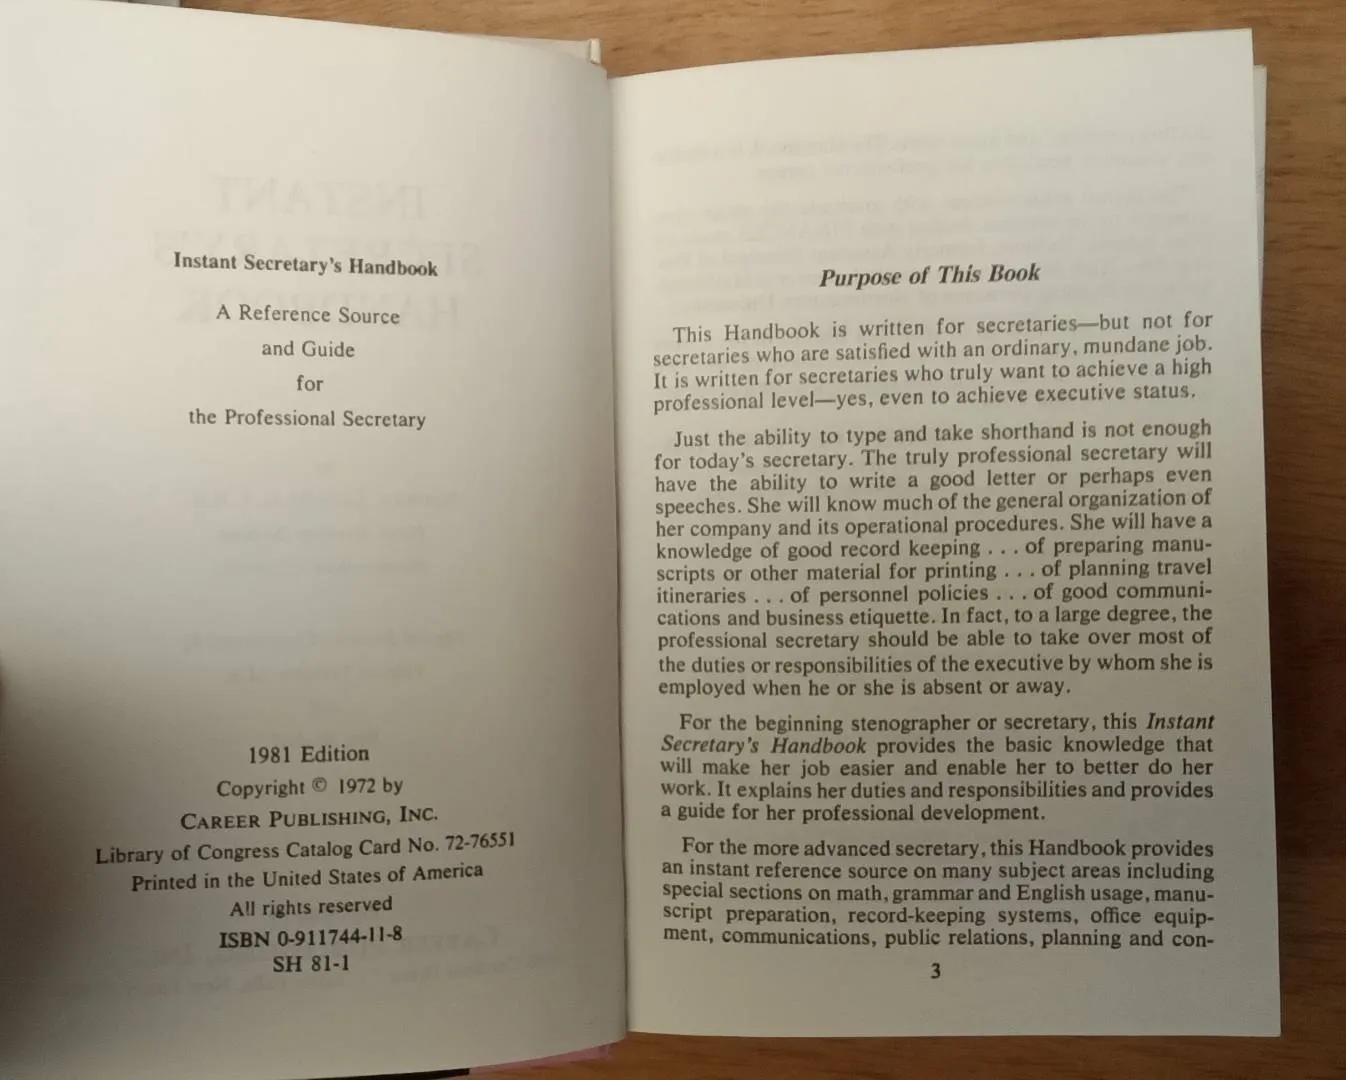 Instant Secretary's Handbook
A Reference Source
and Guide
for
the Professional Secretary
1981 Edition
Copyright © 1972 by
CAREER PUBLISHING, INC.
Library of Congress Catalog Card No. 72-76551
Printed in the United States of America
All rights reserved
ISBN 0-911744-11-8
SH 81-1
Purpose of This Book
This Handbook is written for secretaries—but not for
secretaries who are satisfied with an ordinary, mundane job.
It is written for secretaries who truly want to achieve a high
professional level—yes, even to achieve executive status.
Just the ability to type and take shorthand is not enough
for today's secretary. The truly professional secretary will
have the ability to write a good letter or perhaps even
speeches. She will know much of the general organization of
her company and its operational procedures. She will have a
knowledge of good record keeping . . . of preparing manu-
scripts or other material for printing . . . of planning travel
itineraries . . . of personnel policies . . . of good communi-
cations and business etiquette. In fact, to a large degree, the
professional secretary should be able to take over most of
the duties or responsibilities of the executive by whom she is
employed when he or she is absent or away.
For the beginning stenographer or secretary, this Instant
Secretary's Handbook provides the basic knowledge that
will make her job easier and enable her to better do her
work. It explains her duties and responsibilities and provides
a guide for her professional development.
For the more advanced secretary, this Handbook provides
an instant reference source on many subject areas including
special sections on math, grammar and English usage, manu-
script preparation, record-keeping systems, office equip-
ment, communications, public relations, planning and con-
3